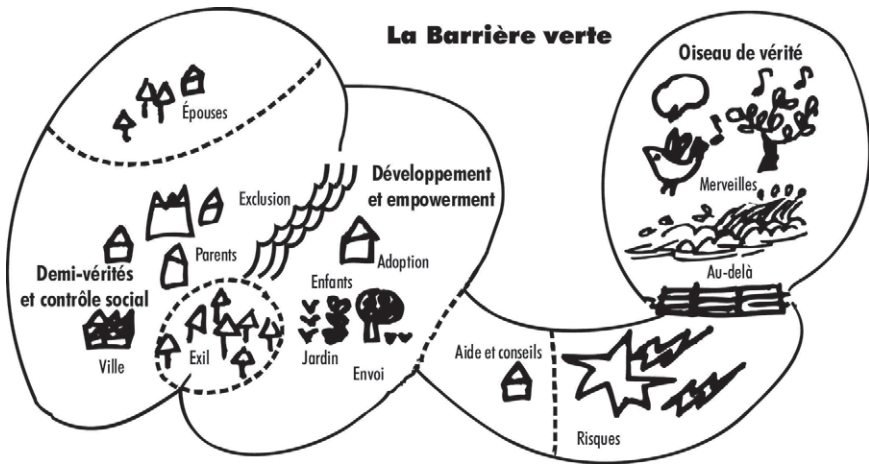 La Barrière verte
Oiseau de vérité
Épouses
Merveilles
Développement
et empowerment
Exclusion
Parents
Adoption
Demi-vérités
et contrôle social
Enfants
Au-delà
Ville
Exil
Jardin
Envoi
Aide et conseils
Risques